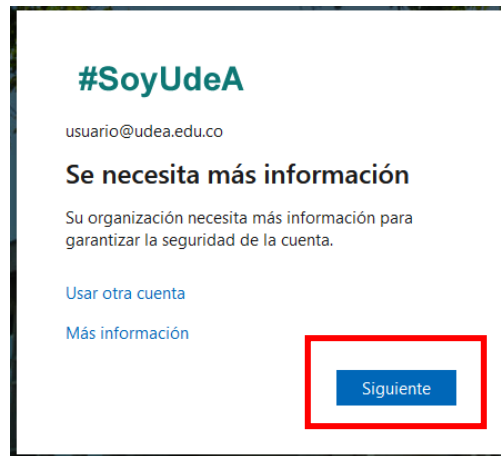 #SoyUdeA
usuario@udea.edu.co
Se necesita más información
Su organización necesita más información para
garantizar la seguridad de la cuenta.
Usar otra cuenta
Más información
Siguiente